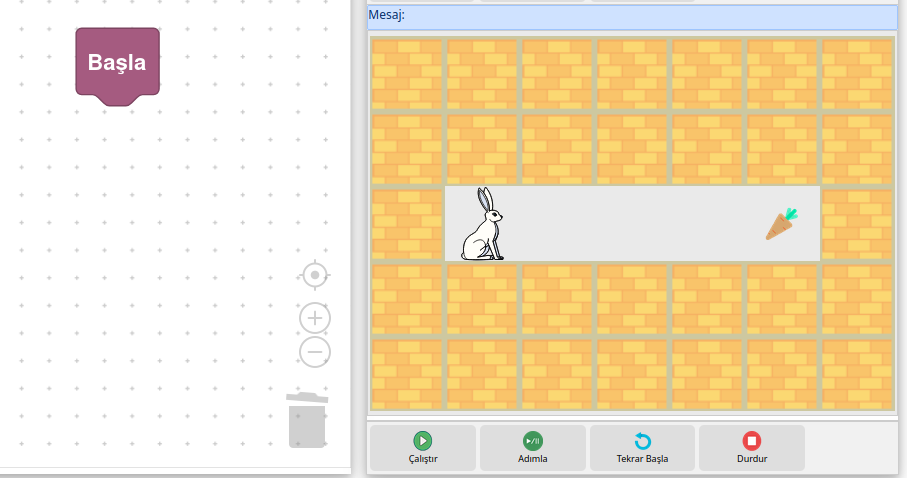 Mesaj:
Başla
Çalıştır
Adımla
Tekrar Başla
Durdur